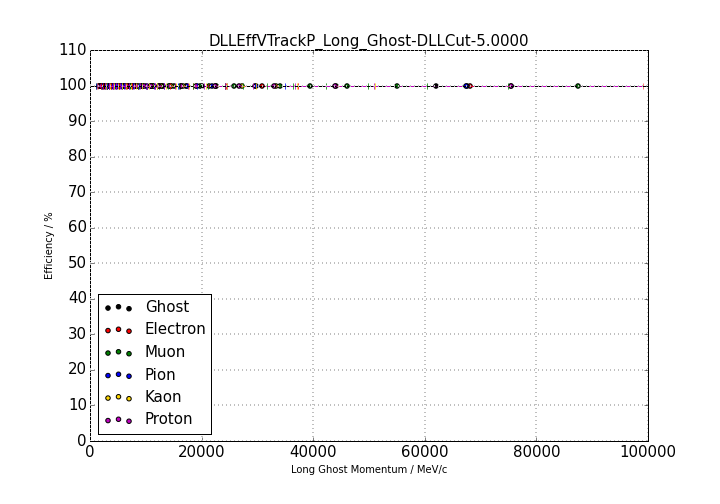 DLLEffVTrackP_Long_Ghost-DLLCut-5.0000
110
100
90
80
70
60
50
40
30
20
10
0
Efficiency / %
Ghost
Electron
Muon
Pion
Kaon
Proton
0 20000 40000 60000 80000 100000
Long Ghost Momentum / MeV/c